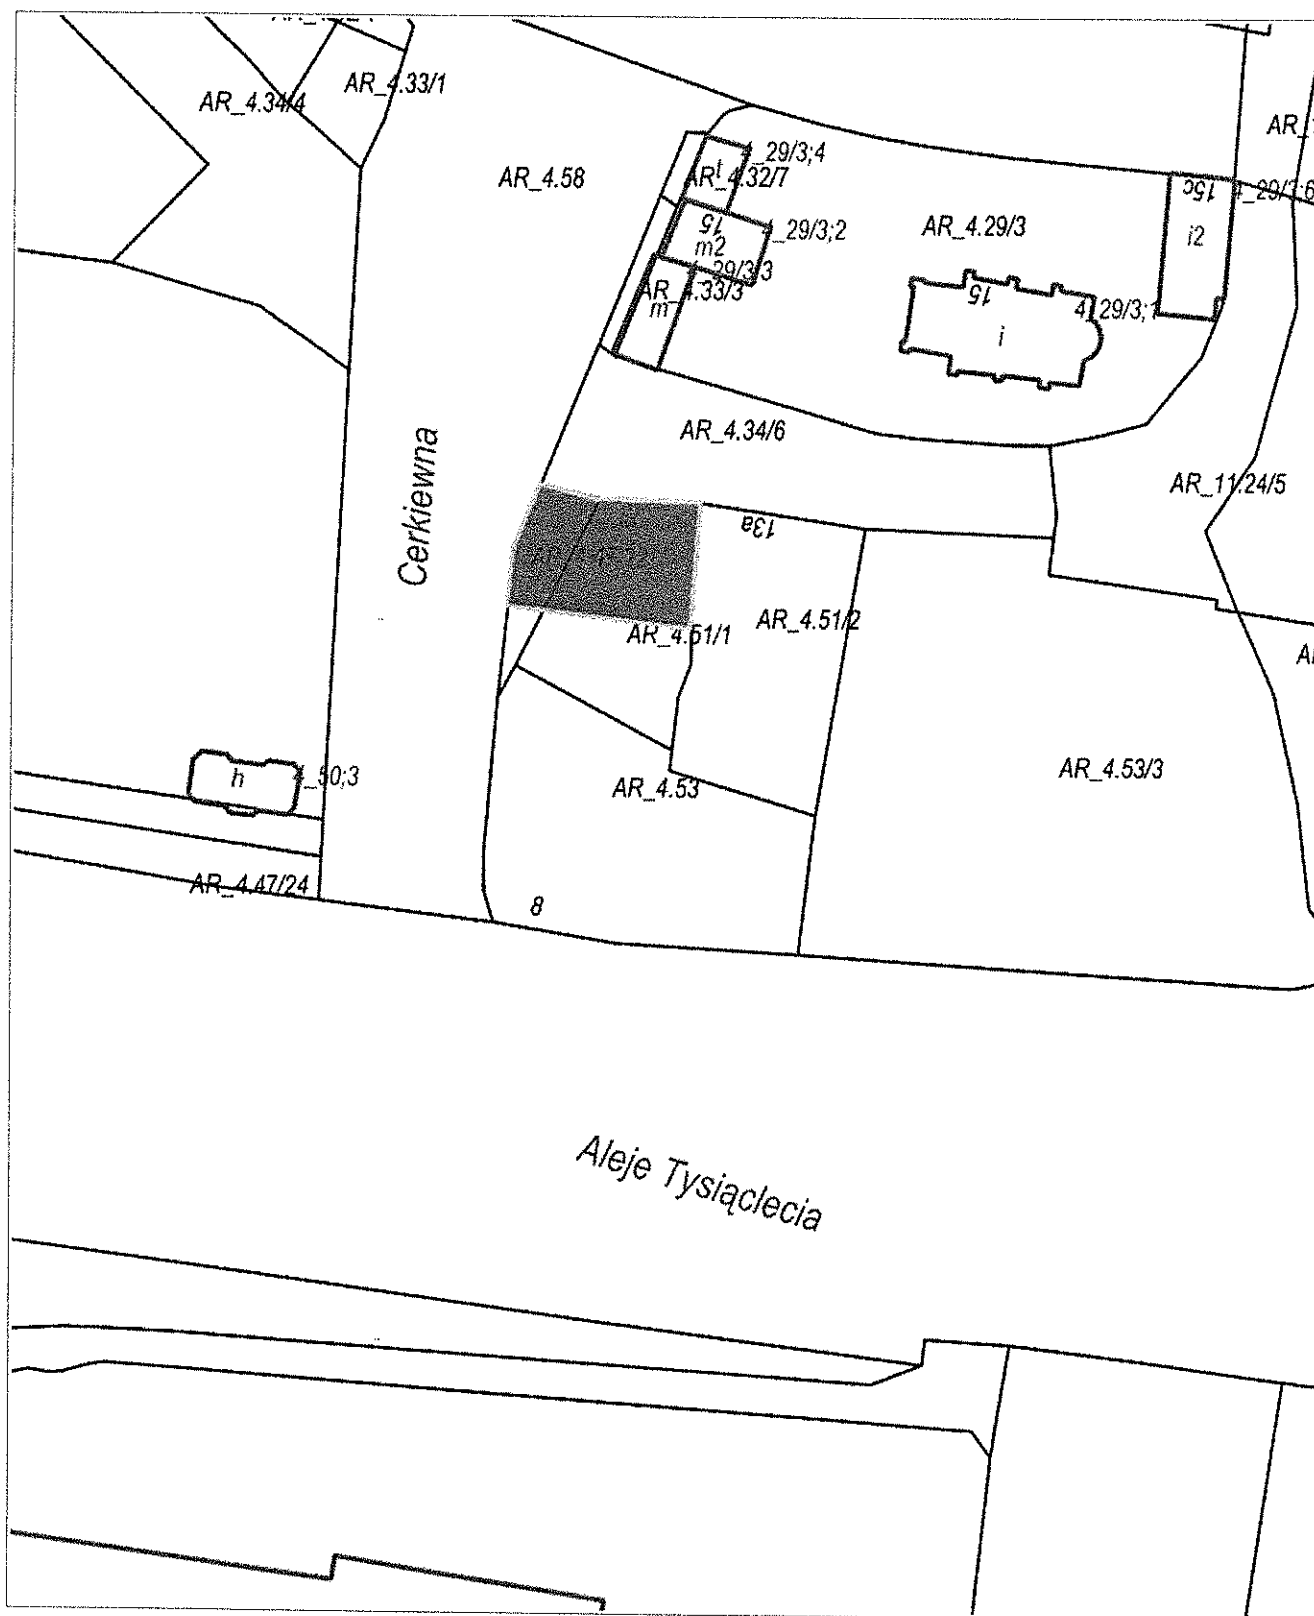 AR_4.34/4
AR_4.33/1
AR_4.58
4_29/3;4
AR_4.32/7
15
m2
4_29/3;2
4_29/3;3
AR_4.33/3
m
AR_4.29/3
15
i
4_29/3;1
15c
i2
AR_4.34/6
AR_11.24/5
Cerkiewna
13a
AR_4.51/1
AR_4.51/2
AR_4.53
AR_4.53/3
h
4_50;3
AR_4.47/24
8
Aleje Tysiąclecia